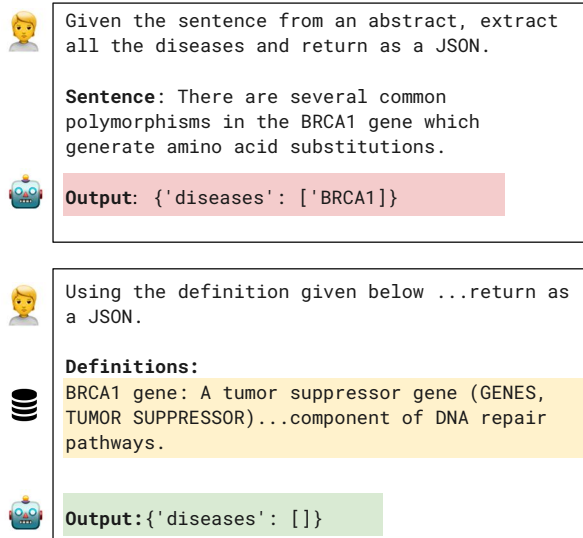 Given the sentence from an abstract, extract
all the diseases and return as a JSON.
Sentence: There are several common
polymorphisms in the BRCA1 gene which
generate amino acid substitutions.
Output: {'diseases': ['BRCA1]}
Using the definition given below ...return as
a JSON.
Definitions:
BRCA1 gene: A tumor suppressor gene (GENES,
TUMOR SUPPRESSOR)...component of DNA repair
pathways.
Output:{'diseases': []}